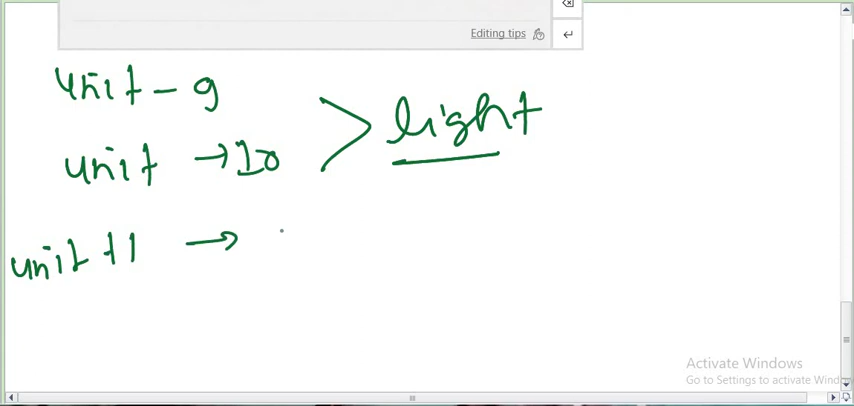 Editing tips
unit - 9
light
unit → 10
unit 11 →
Activate Windows
Go to Settings to activate Wind